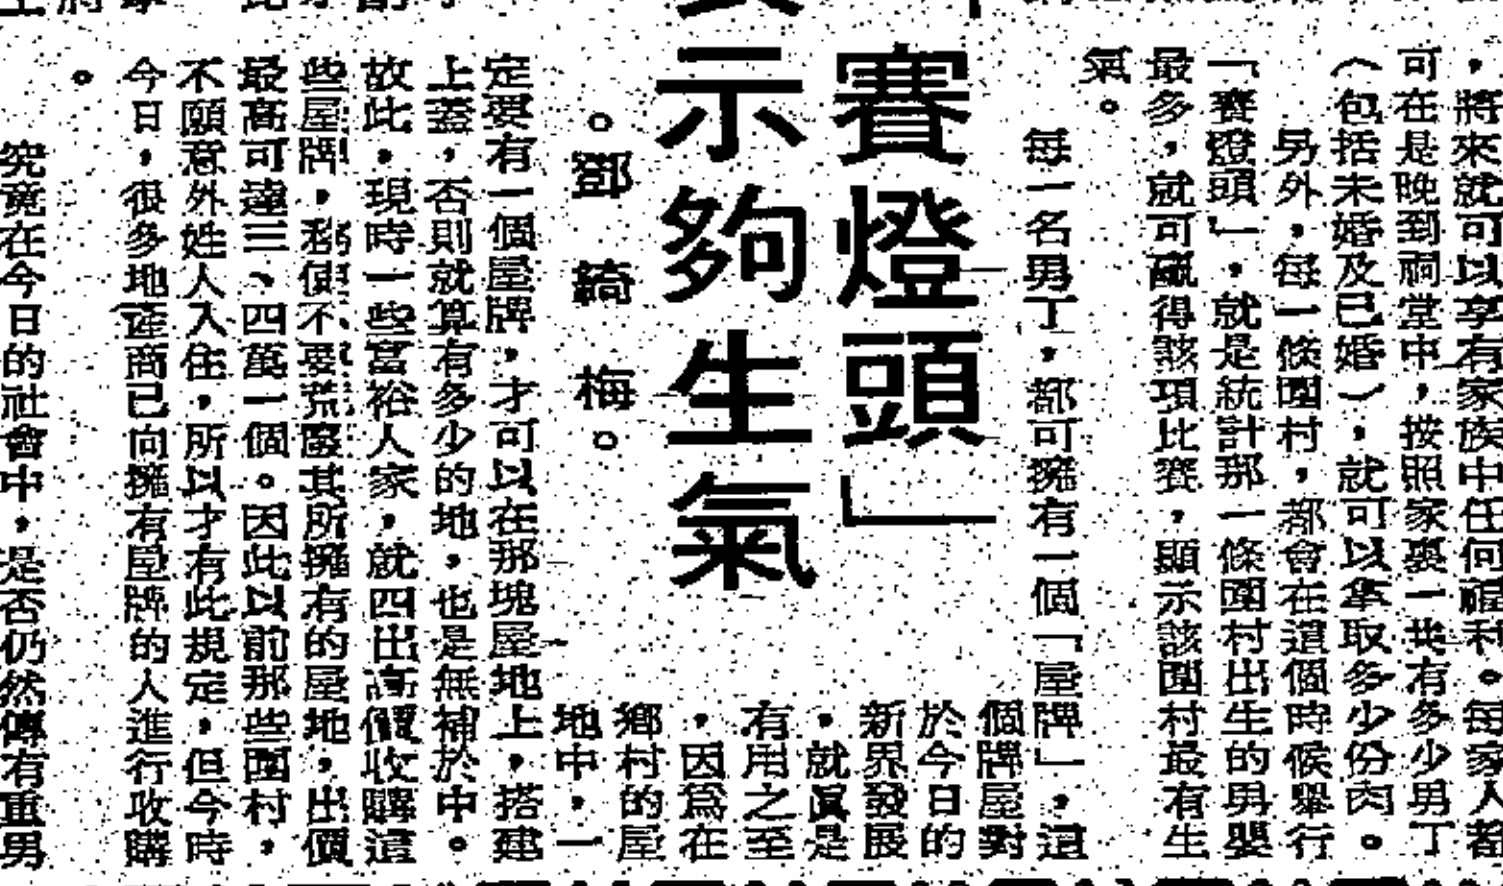 ，將來就可以享有家族中任何福利。每家人都
可在是晚到祠堂中，按照家裏一共有多少男丁
（包括未婚及已婚），就可以拿取多少份肉。
另外，每一條圍村，都會在這個時候舉行
「賽燈頭」，就是統計那一條圍村出生的男嬰
最多，就可贏得該項比賽，顯示該圍村最有生
氣。
賽燈頭」
示夠生氣
。鄧綺梅。
每一名男丁，都可擁有一個「屋牌」，這
個牌屋對
於今日的
新界發展
，就眞是
有用之至
，因爲在
鄉村的屋
地中，一
定要有一個屋牌，才可以在那塊屋地上，搭建
上蓋，否則就算有多少的地，也是無補於中。
故此，現時一些富裕人家，就四出高價收購這
些屋牌，務使不要荒廢其所擁有的屋地，出價
最高可達三、四萬一個。因此以前那些圍村，
不願意外姓人入住，所以才有此規定，但今時
今日，很多地產商已向擁有屋牌的人進行收購
。
究竟在今日的社會中，是否仍然傳有重男